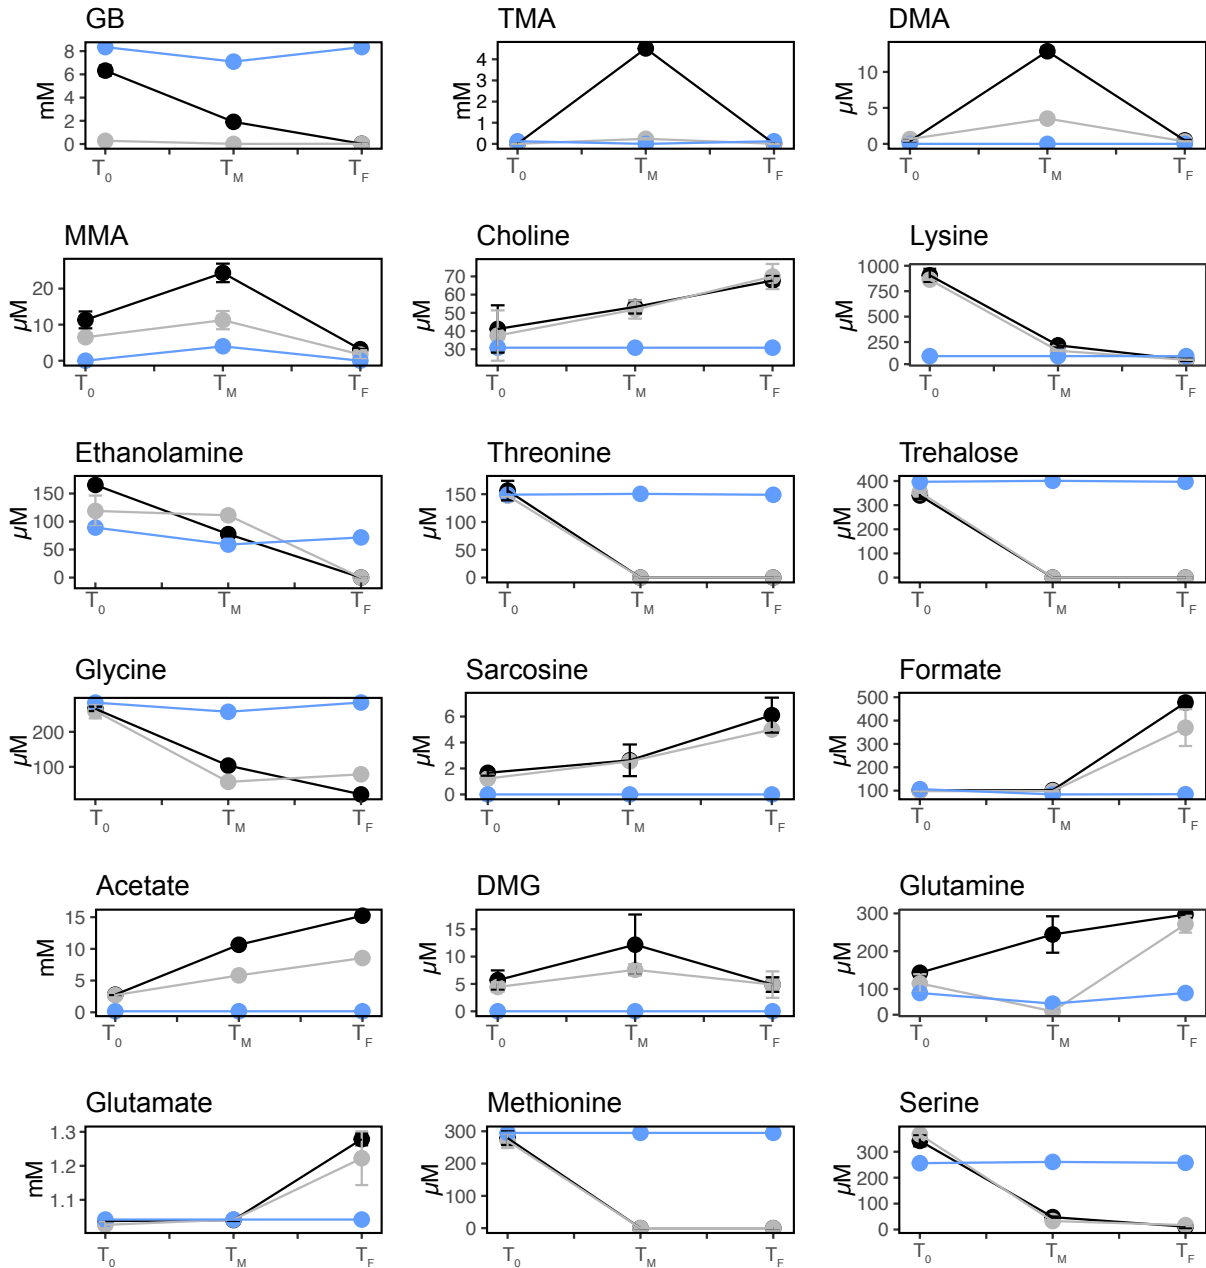 GB
mM
8
6
4
2
0
T0 TM TF
TMA
mM
4
3
2
1
0
T0 TM TF
DMA
µM
10
5
0
T0 TM TF
MMA
µM
20
10
0
T0 TM TF
Choline
µM
70
60
50
40
30
T0 TM TF
Lysine
µM
1000
750
500
250
0
T0 TM TF
Ethanolamine
µM
150
100
50
0
T0 TM TF
Threonine
µM
150
100
50
0
T0 TM TF
Trehalose
µM
400
300
200
100
0
T0 TM TF
Glycine
µM
200
100
T0 TM TF
Sarcosine
µM
6
4
2
0
T0 TM TF
Formate
µM
500
400
300
200
100
T0 TM TF
Acetate
mM
15
10
5
0
T0 TM TF
DMG
µM
15
10
5
0
T0 TM TF
Glutamine
µM
300
200
100
0
T0 TM TF
Glutamate
mM
1.3
1.2
1.1
T0 TM TF
Methionine
µM
300
200
100
0
T0 TM TF
Serine
µM
300
200
100
0
T0 TM TF